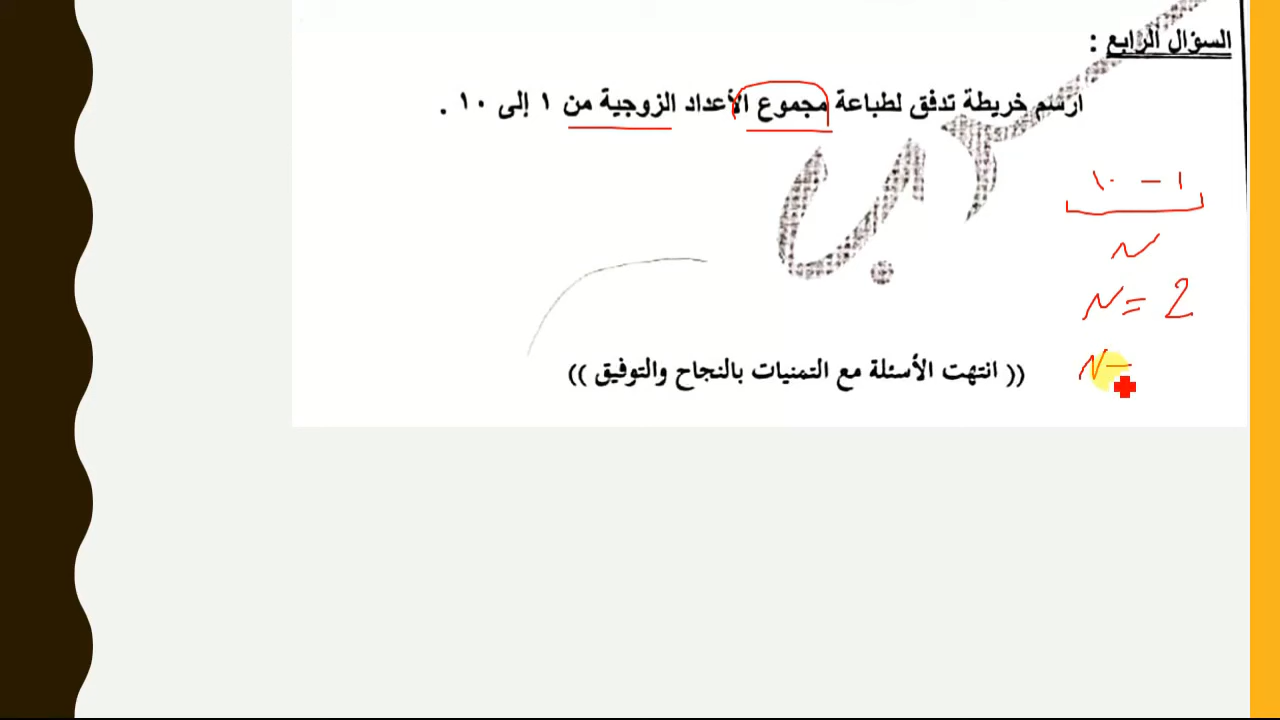 السؤال الرابع :
ارسم خريطة تدفق لطباعة مجموع الأعداد الزوجية من ١ إلى ١٠ .
١ - ١٠
N
N = 2
N =
(( انتهت الأسئلة مع التمنيات بالنجاح والتوفيق ))